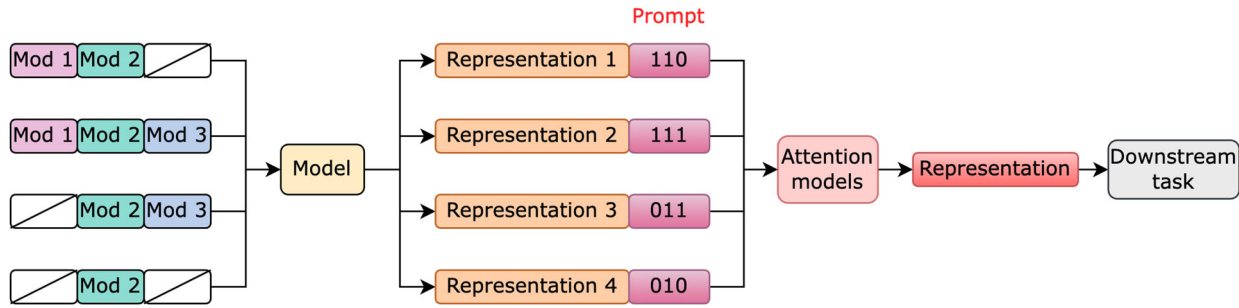 Prompt
Mod 1 Mod 2 Representation 1 110
Mod 1 Mod 2 Mod 3 Representation 2 111
Model
Attention
models
Representation
Downstream
task
Mod 2 Mod 3 Representation 3 011
Mod 2 Representation 4 010